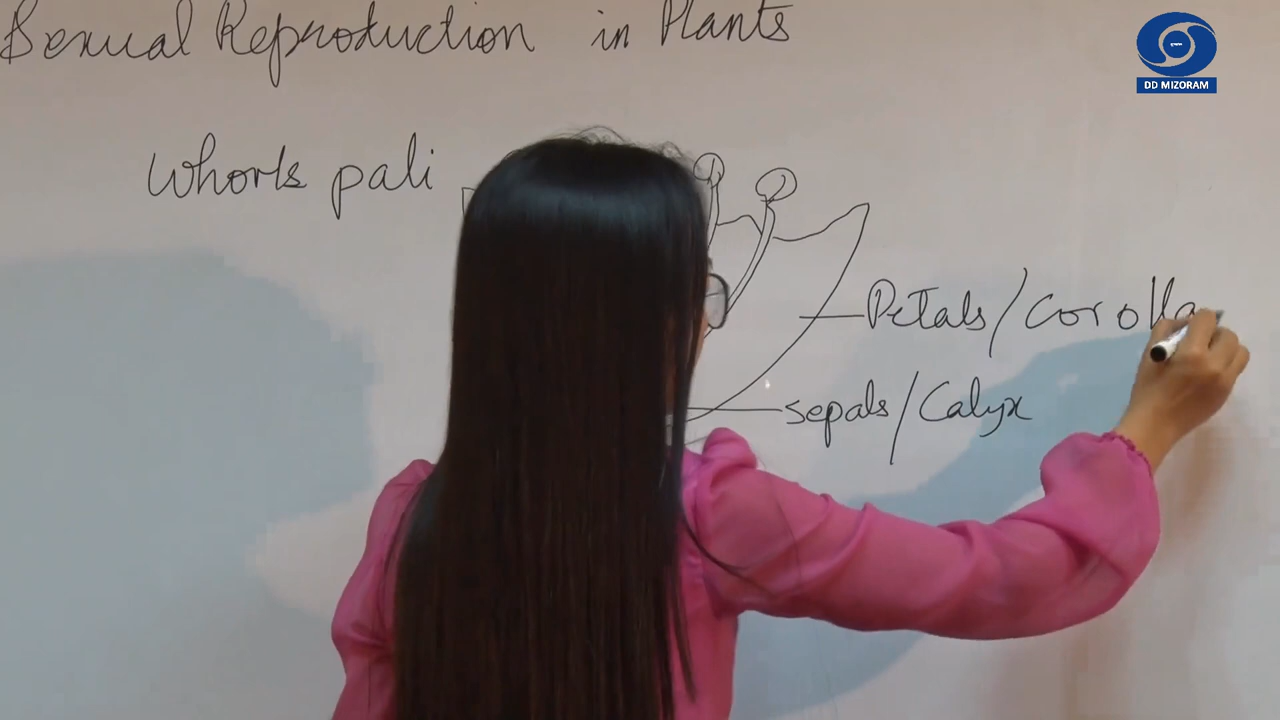 Sexual Reproduction in Plants
DD MIZORAM
Whorls pali
Petals/Corolla
sepals/Calyx